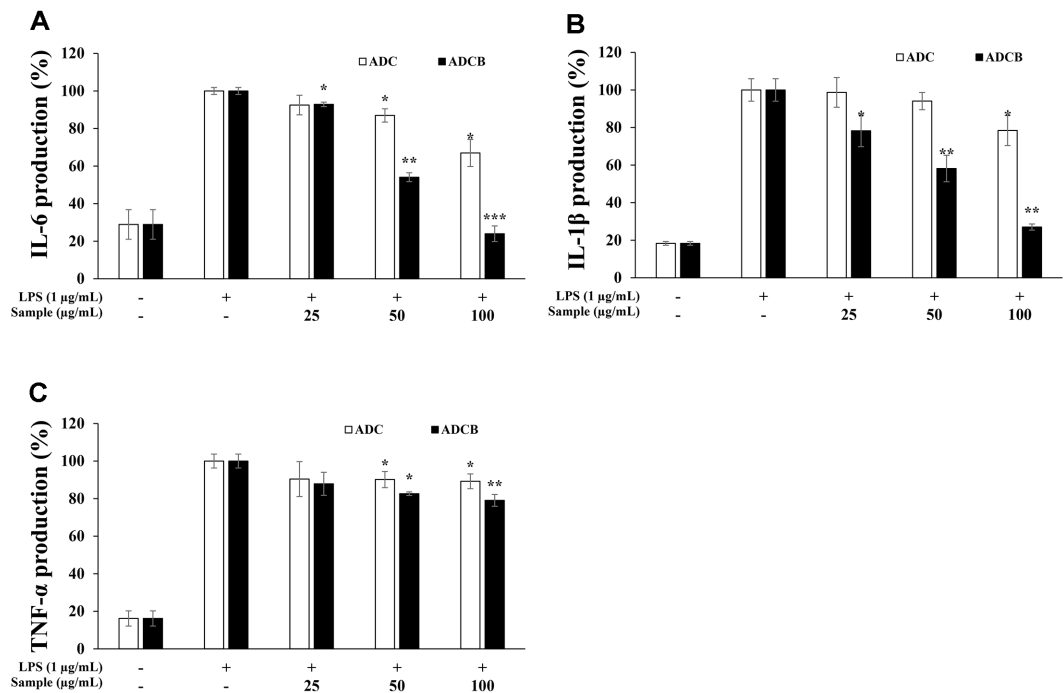 A
IL-6 production (%)
120
100
80
60
40
20
0
ADC ADCB
* * ** * ***
LPS (1 µg/mL) - + + + +
Sample (µg/mL) - - 25 50 100
B
IL-1β production (%)
120
100
80
60
40
20
0
ADC ADCB
* ** * **
LPS (1 µg/mL) - + + + +
Sample (µg/mL) - - 25 50 100
C
TNF-α production (%)
120
100
80
60
40
20
0
ADC ADCB
* * * **
LPS (1 µg/mL) - + + + +
Sample (µg/mL) - - 25 50 100